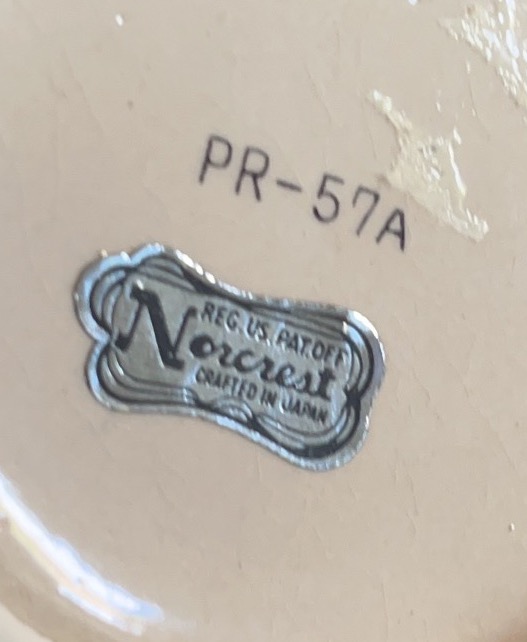 PR-57A
REG. US. PAT. OFF
Norcrest
CRAFTED IN JAPAN